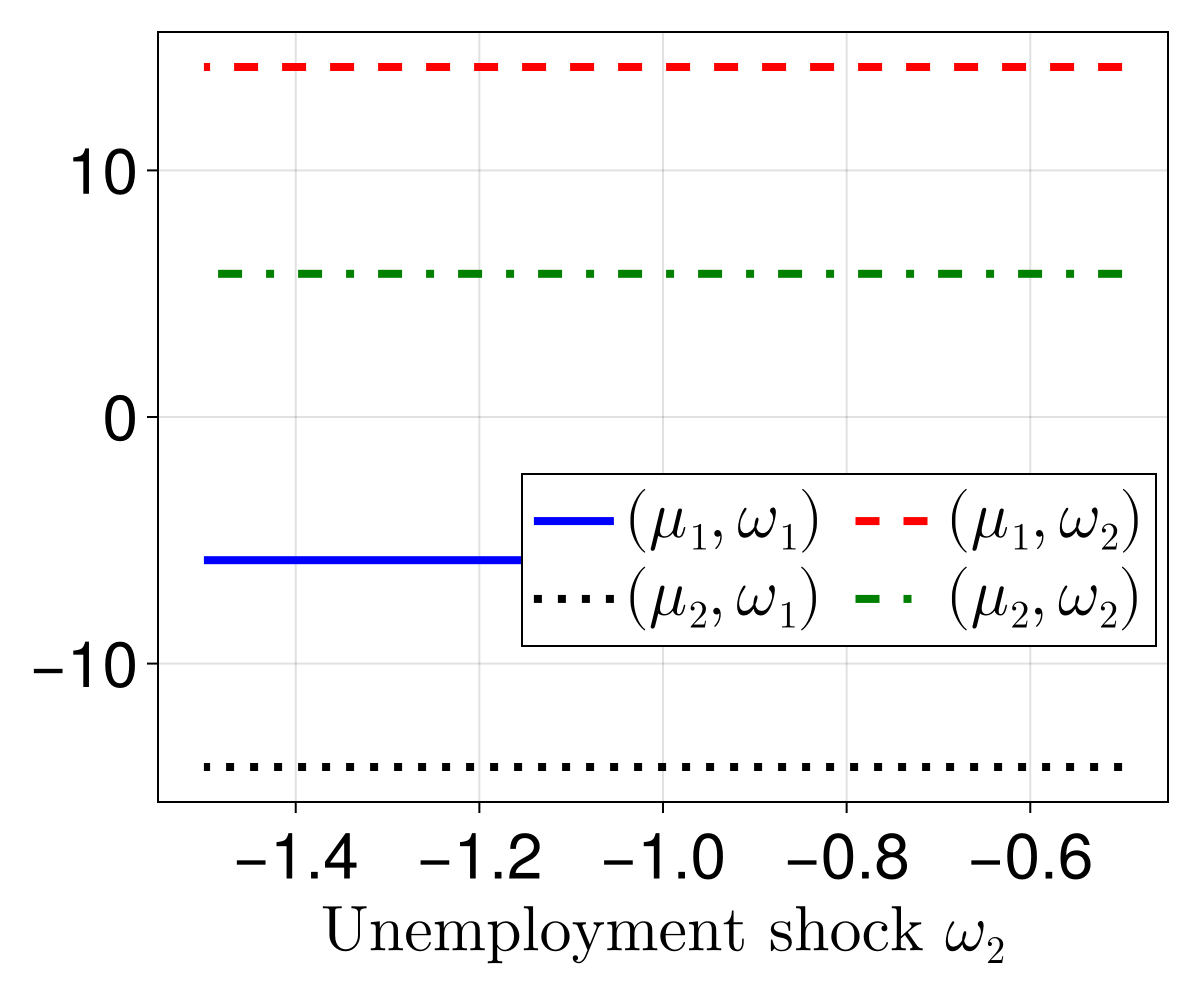 10
0
−10
(μ₁, ω₁) (μ₁, ω₂)
(μ₂, ω₁) (μ₂, ω₂)
−1.4 −1.2 −1.0 −0.8 −0.6
Unemployment shock ω₂